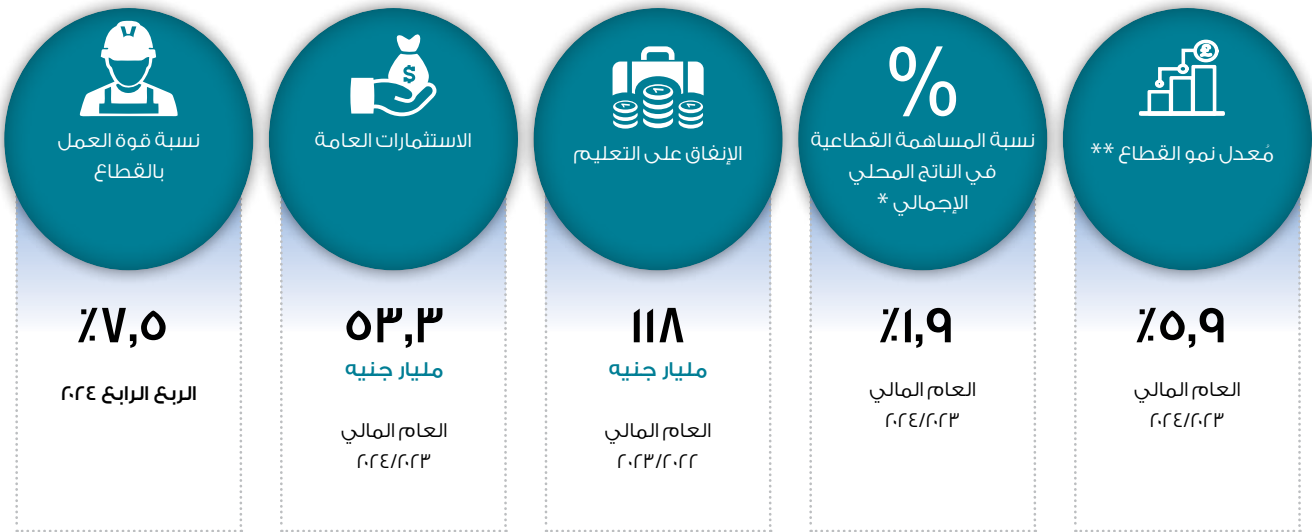 مُعدل نمو القطاع **
٪٥,٩
العام المالي
٢٠٢٤/٢٠٢٣
نسبة المساهمة القطاعية
في الناتج المحلي
الإجمالي *
٪١,٩
العام المالي
٢٠٢٤/٢٠٢٣
الإنفاق على التعليم
١١٨
مليار جنيه
العام المالي
٢٠٢٣/٢٠٢٢
الاستثمارات العامة
٥٣,٣
مليار جنيه
العام المالي
٢٠٢٤/٢٠٢٣
نسبة قوة العمل
بالقطاع
٪٧,٥
الربع الرابع ٢٠٢٤